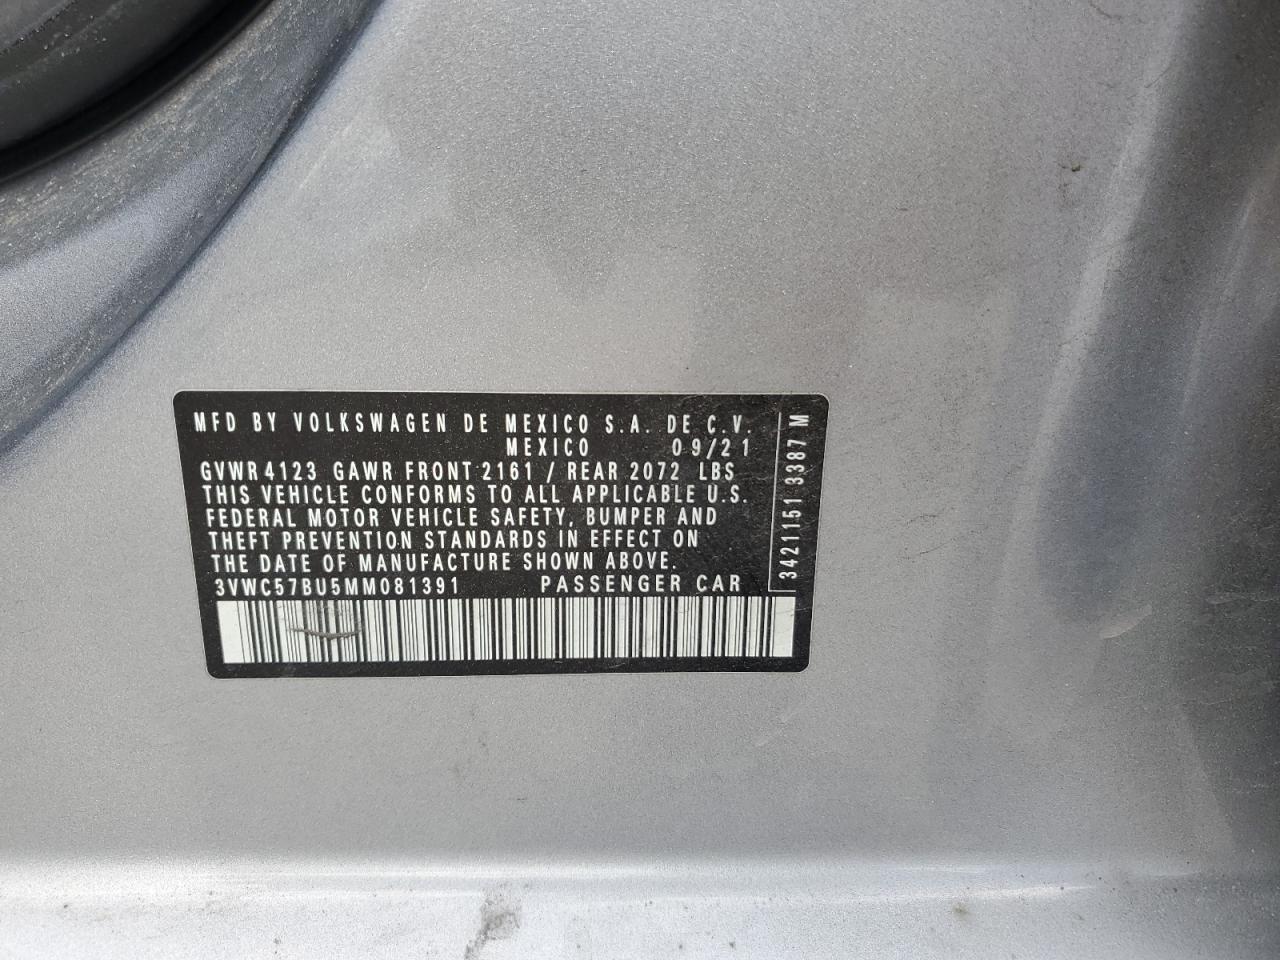 MFD BY VOLKSWAGEN DE MEXICO S.A. DE C.V.
MEXICO 09/21
GVWR 4123 GAWR FRONT 2161 / REAR 2072 LBS
THIS VEHICLE CONFORMS TO ALL APPLICABLE U.S.
FEDERAL MOTOR VEHICLE SAFETY, BUMPER AND
THEFT PREVENTION STANDARDS IN EFFECT ON
THE DATE OF MANUFACTURE SHOWN ABOVE.
3VWC57BU5MM081391 PASSENGER CAR
3421151 3387 M